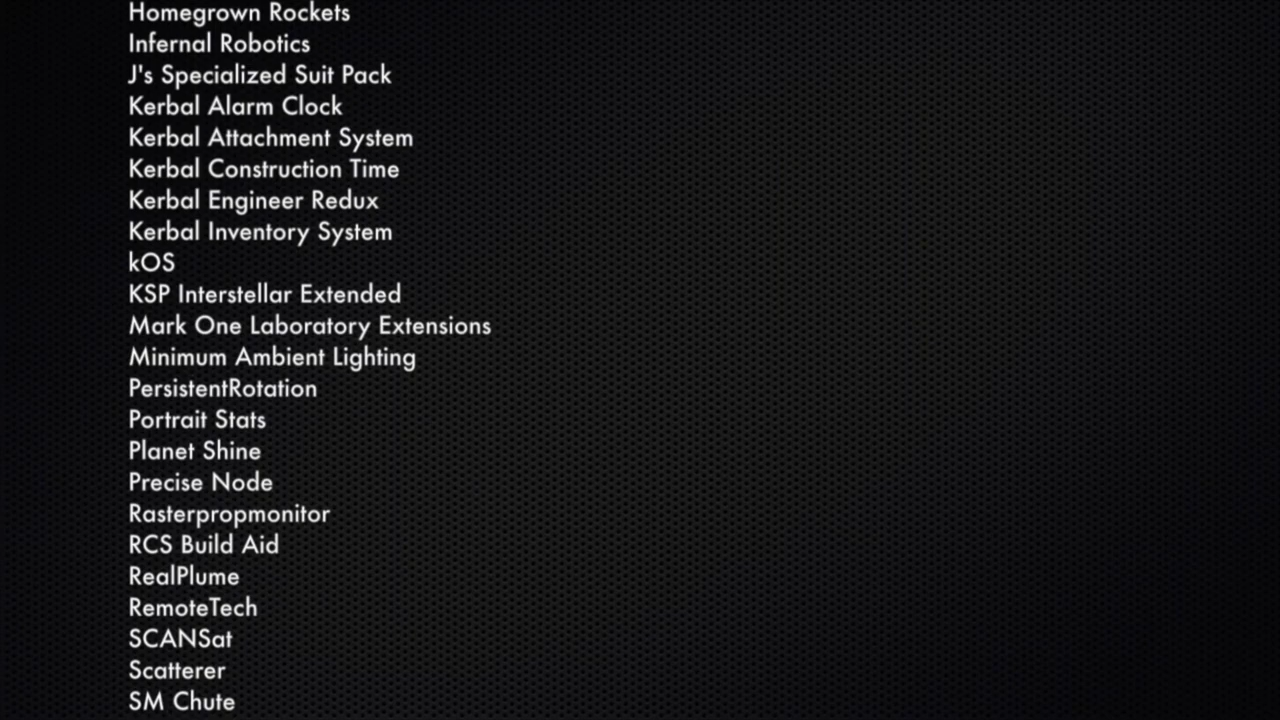 Homegrown Rockets
Infernal Robotics
J's Specialized Suit Pack
Kerbal Alarm Clock
Kerbal Attachment System
Kerbal Construction Time
Kerbal Engineer Redux
Kerbal Inventory System
kOS
KSP Interstellar Extended
Mark One Laboratory Extensions
Minimum Ambient Lighting
PersistentRotation
Portrait Stats
Planet Shine
Precise Node
Rasterpropmonitor
RCS Build Aid
RealPlume
RemoteTech
SCANSat
Scatterer
SM Chute